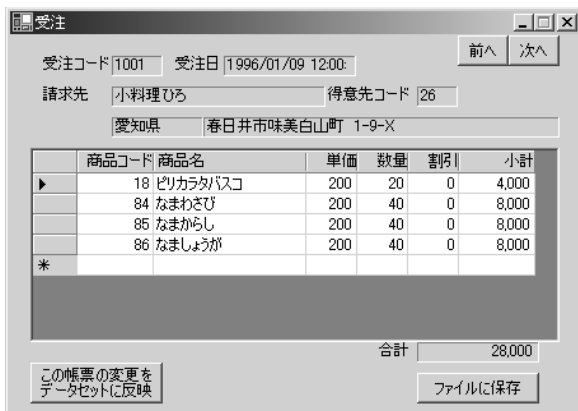 受注
前へ 次へ
受注コード 1001 受注日 1996/01/09 12:00:
請求先 小料理ひろ 得意先コード 26
愛知県 春日井市味美白山町 1-9-X
商品コード 商品名 単価 数量 割引 小計
18 ピリカラタバスコ 200 20 0 4,000
84 なまわさび 200 40 0 8,000
85 なまからし 200 40 0 8,000
86 なましょうが 200 40 0 8,000
合計 28,000
この帳票の変更を
データセットに反映
ファイルに保存